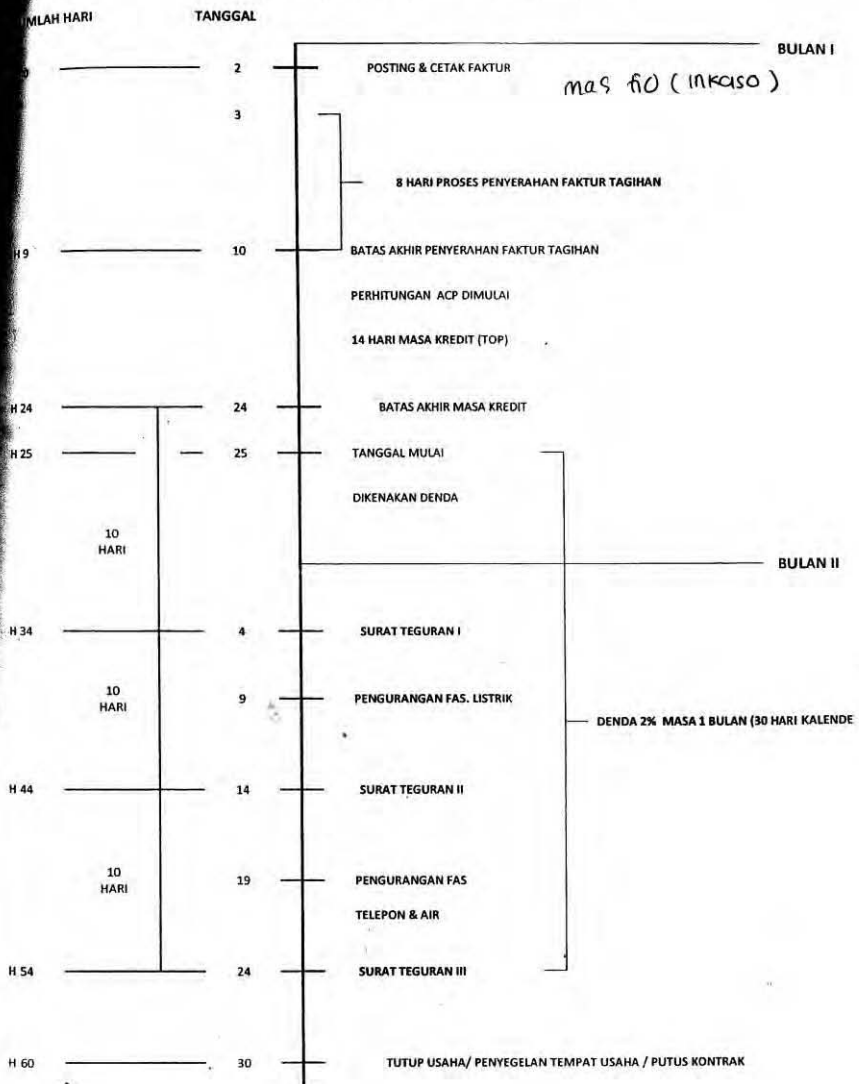 UMLAH HARI TANGGAL
BULAN I
2 POSTING & CETAK FAKTUR
mas fio (inkaso)
3
8 HARI PROSES PENYERAHAN FAKTUR TAGIHAN
H 9 10 BATAS AKHIR PENYERAHAN FAKTUR TAGIHAN
PERHITUNGAN ACP DIMULAI
14 HARI MASA KREDIT (TOP)
H 24 24 BATAS AKHIR MASA KREDIT
H 25 25 TANGGAL MULAI
DIKENAKAN DENDA
10
HARI
BULAN II
H 34 4 SURAT TEGURAN I
10
HARI
9 PENGURANGAN FAS. LISTRIK
DENDA 2% MASA 1 BULAN (30 HARI KALENDE
H 44 14 SURAT TEGURAN II
10
HARI
19 PENGURANGAN FAS
TELEPON & AIR
H 54 24 SURAT TEGURAN III
H 60 30 TUTUP USAHA/ PENYEGELAN TEMPAT USAHA / PUTUS KONTRAK